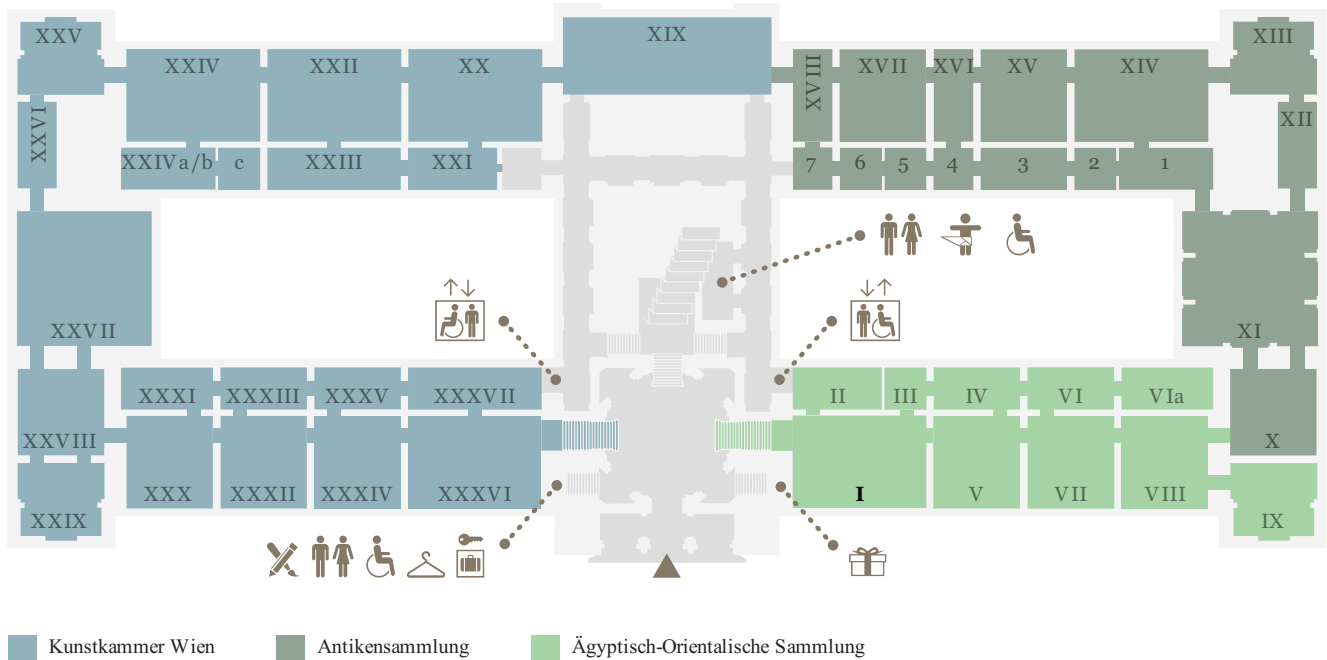 XXV
XXIV
XXII
XX
XIX
XVIII
XVII
XVI
XV
XIV
XIII
XXVI
XII
XXIVa/b
c
XXIII
XXI
7
6
5
4
3
2
1
XXVII
XI
XXXI
XXXIII
XXXV
XXXVII
II
III
IV
VI
VIa
XXVIII
X
XXX
XXXII
XXXIV
XXXVI
I
V
VII
VIII
XXIX
IX
Kunstkammer Wien
Antikensammlung
Ägyptisch-Orientalische Sammlung